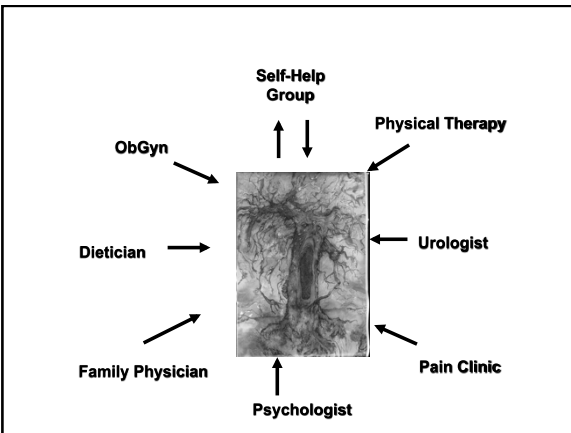 Self-Help
Group
Physical Therapy
ObGyn
Dietician
Urologist
Family Physician
Pain Clinic
Psychologist